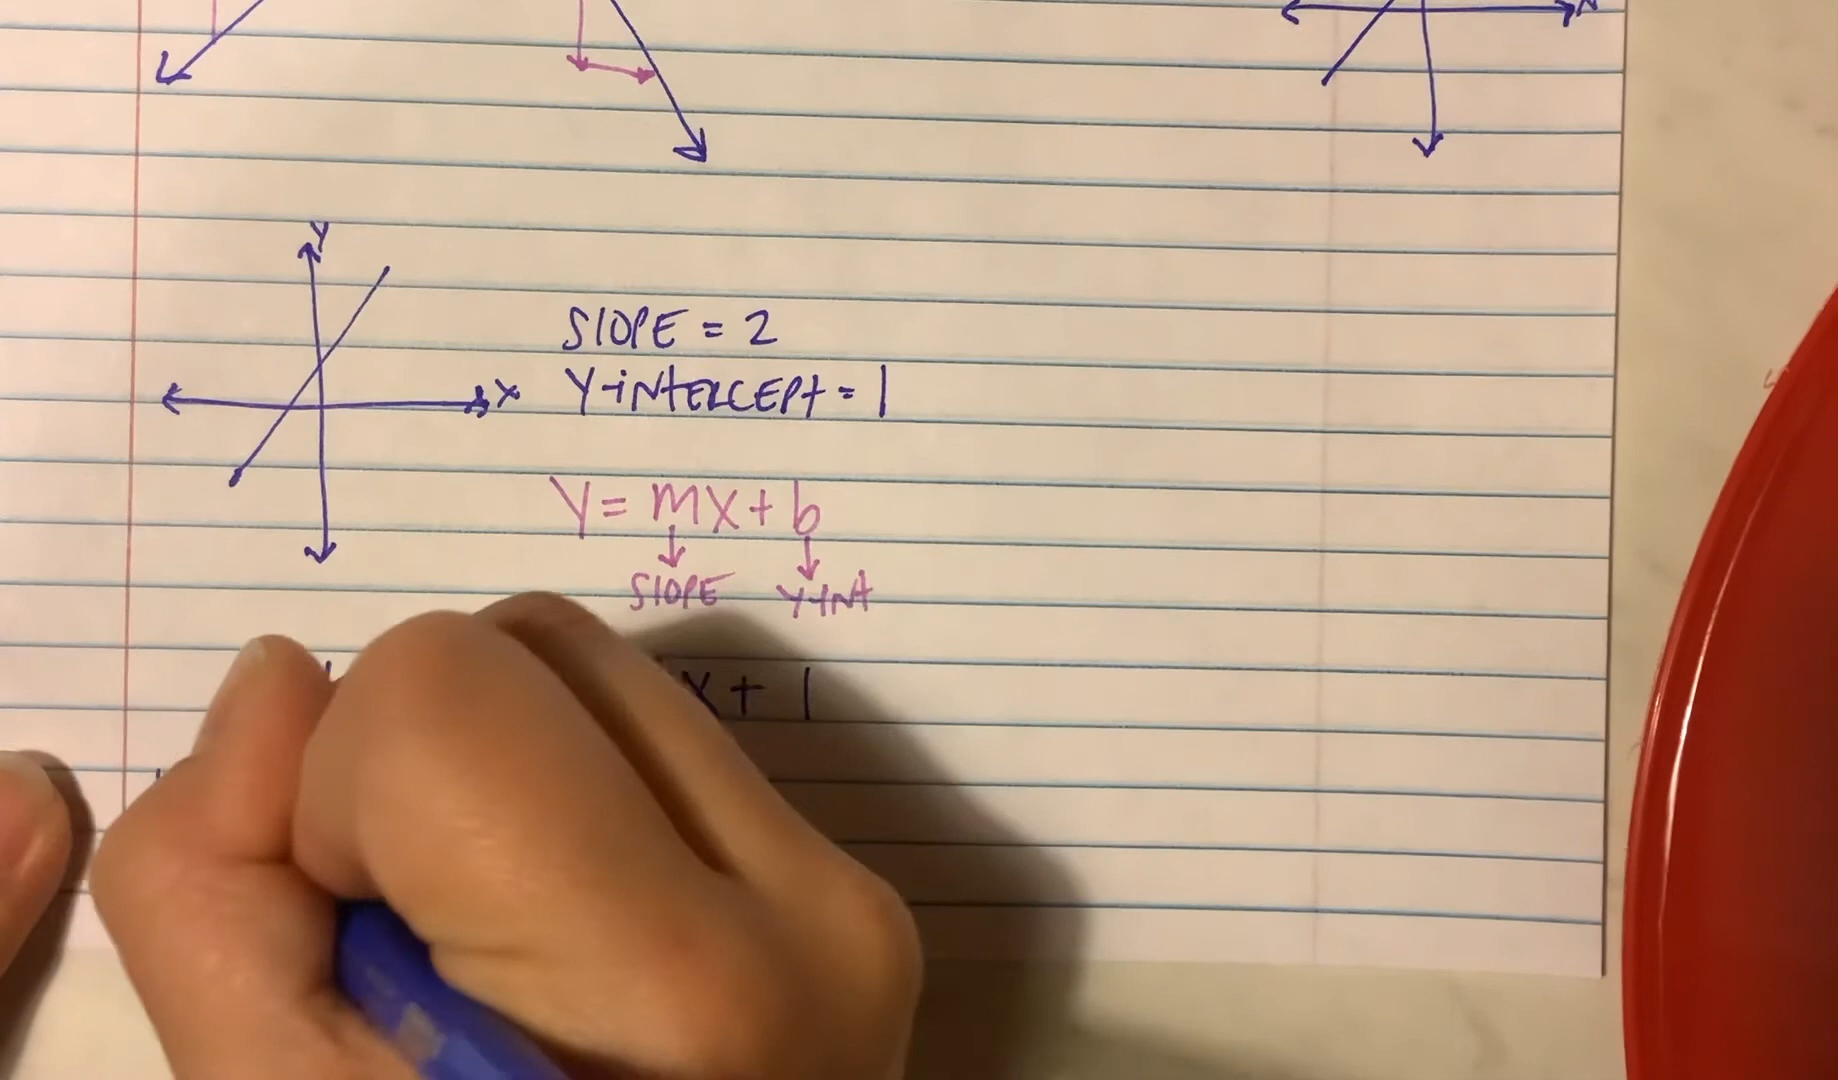 Y
X
SLOPE = 2
Y-INTERCEPT = 1
Y = mX + b
SLOPE Y-INT
X + 1